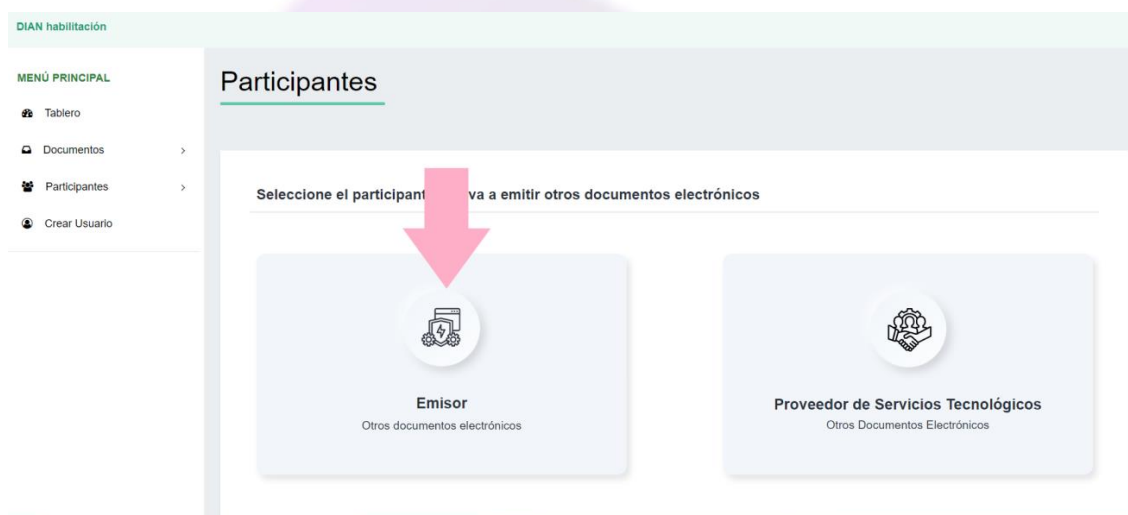 DIAN habilitación
MENÚ PRINCIPAL
Tablero
Documentos
Participantes
Crear Usuario
Participantes
Seleccione el participant va a emitir otros documentos electrónicos
Emisor
Otros documentos electrónicos
Proveedor de Servicios Tecnológicos
Otros Documentos Electrónicos